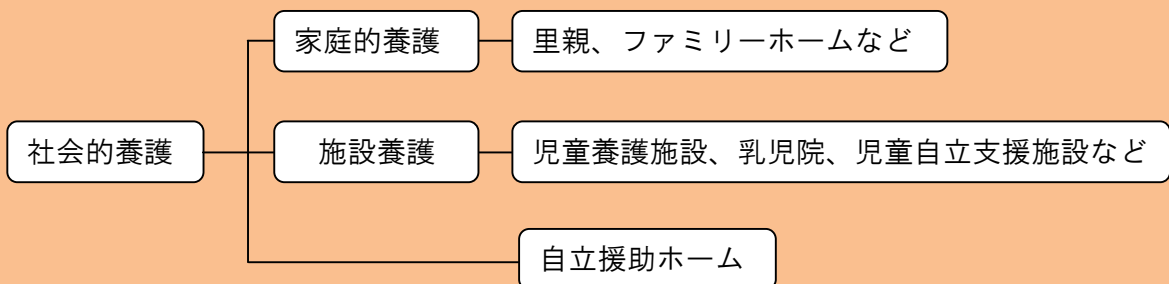 家庭的養護
里親、ファミリーホームなど
社会的養護
施設養護
児童養護施設、乳児院、児童自立支援施設など
自立援助ホーム